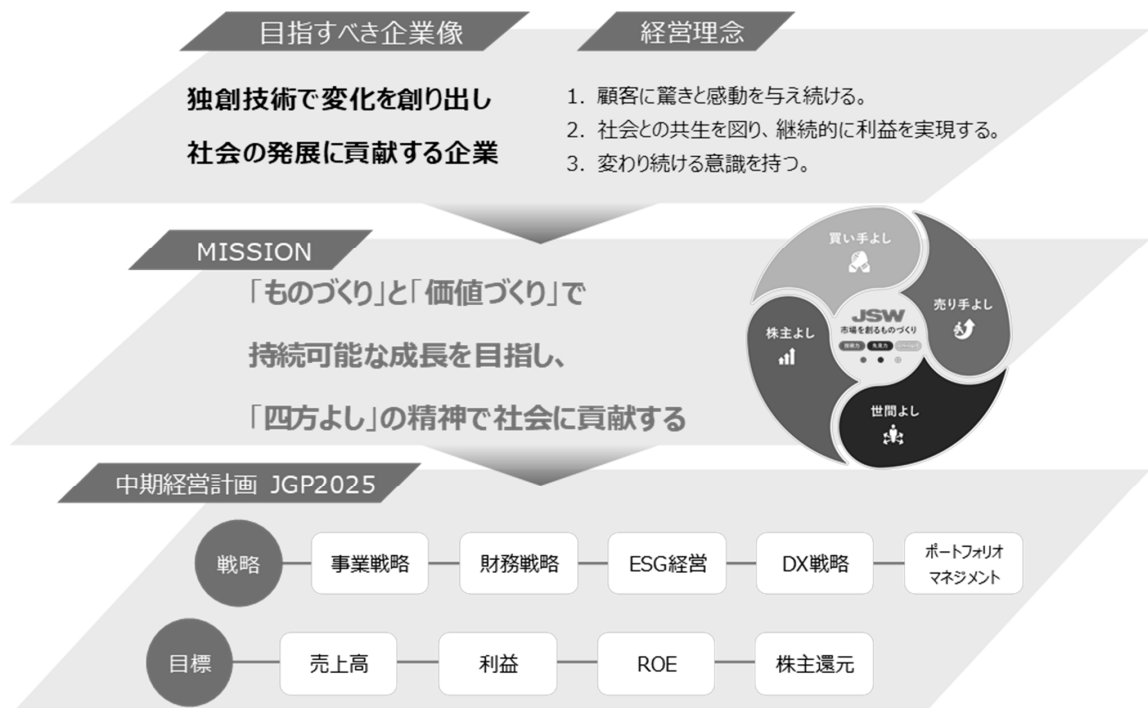 目指すべき企業像
経営理念
独創技術で変化を創り出し
社会の発展に貢献する企業
1. 顧客に驚きと感動を与え続ける。
2. 社会との共生を図り、継続的に利益を実現する。
3. 変わり続ける意識を持つ。
MISSION
「ものづくり」と「価値づくり」で
持続可能な成長を目指し、
「四方よし」の精神で社会に貢献する
買い手よし
売り手よし
株主よし
JSW
市場を創るものづくり
世間よし
中期経営計画 JGP2025
戦略
事業戦略
財務戦略
ESG経営
DX戦略
ポートフォリオ
マネジメント
目標
売上高
利益
ROE
株主還元